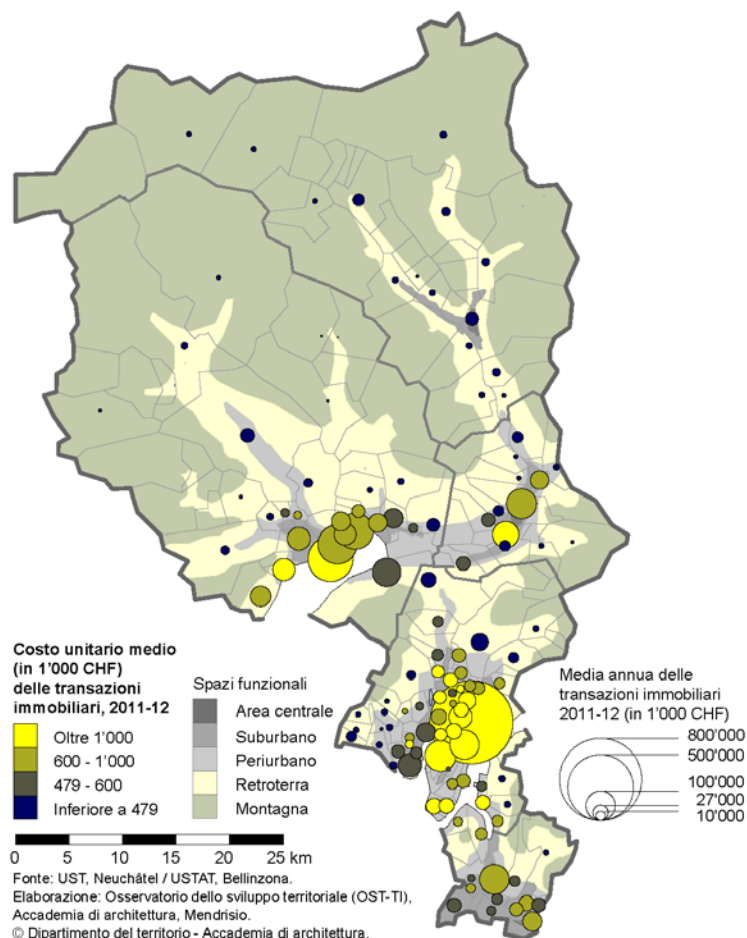 Costo unitario medio
(in 1'000 CHF)
delle transazioni
immobiliari, 2011-12
Oltre 1'000
600 - 1'000
479 - 600
Inferiore a 479
Spazi funzionali
Area centrale
Suburbano
Periurbano
Retroterra
Montagna
Media annua delle
transazioni immobiliari
2011-12 (in 1'000 CHF)
800'000
500'000
100'000
27'000
10'000
0 5 10 15 20 25 km
Fonte: UST, Neuchâtel / USTAT, Bellinzona.
Elaborazione: Osservatorio dello sviluppo territoriale (OST-TI),
Accademia di architettura, Mendrisio.
© Dipartimento del territorio - Accademia di architettura.